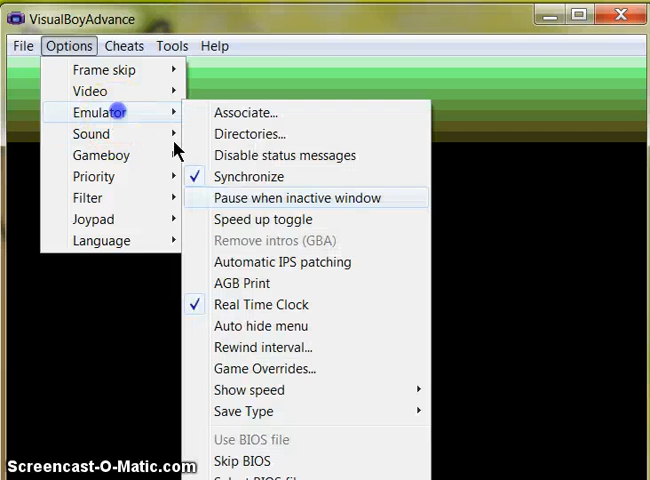 VisualBoyAdvance
File Options Cheats Tools Help
Frame skip
Video
Emulator
Sound
Gameboy
Priority
Filter
Joypad
Language
Associate...
Directories...
Disable status messages
Synchronize
Pause when inactive window
Speed up toggle
Remove intros (GBA)
Automatic IPS patching
AGB Print
Real Time Clock
Auto hide menu
Rewind interval...
Game Overrides...
Show speed
Save Type
Use BIOS file
Skip BIOS
Select BIOS file
Screencast-O-Matic.com